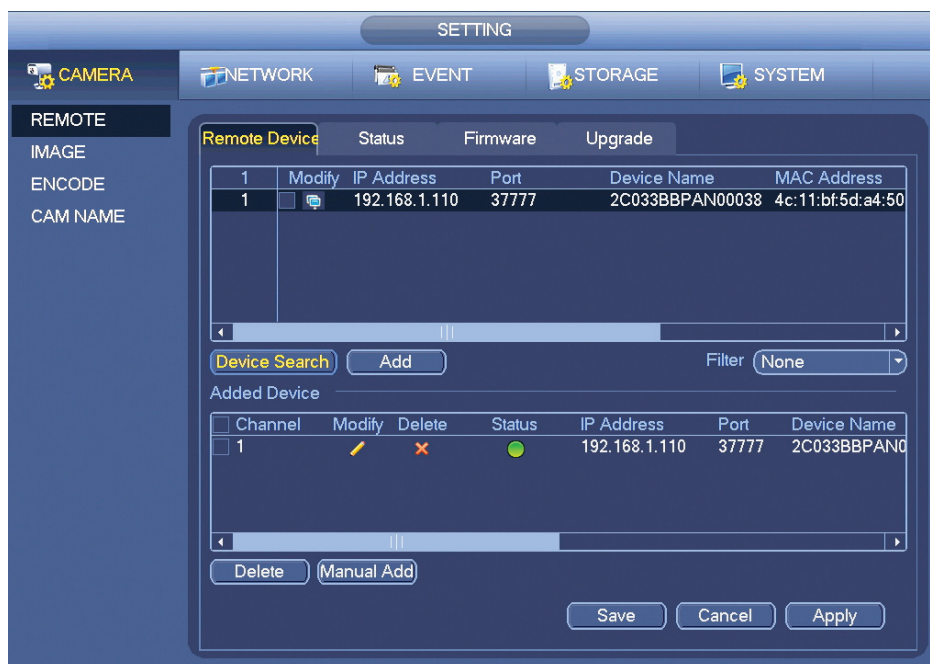 SETTING
CAMERA NETWORK EVENT STORAGE SYSTEM
REMOTE
IMAGE
ENCODE
CAM NAME
Remote Device Status Firmware Upgrade
1 Modify IP Address Port Device Name MAC Address
1 192.168.1.110 37777 2C033BBPAN00038 4c:11:bf:5d:a4:50
Device Search Add Filter None
Added Device
Channel Modify Delete Status IP Address Port Device Name
1 192.168.1.110 37777 2C033BBPAN0
Delete Manual Add
Save Cancel Apply